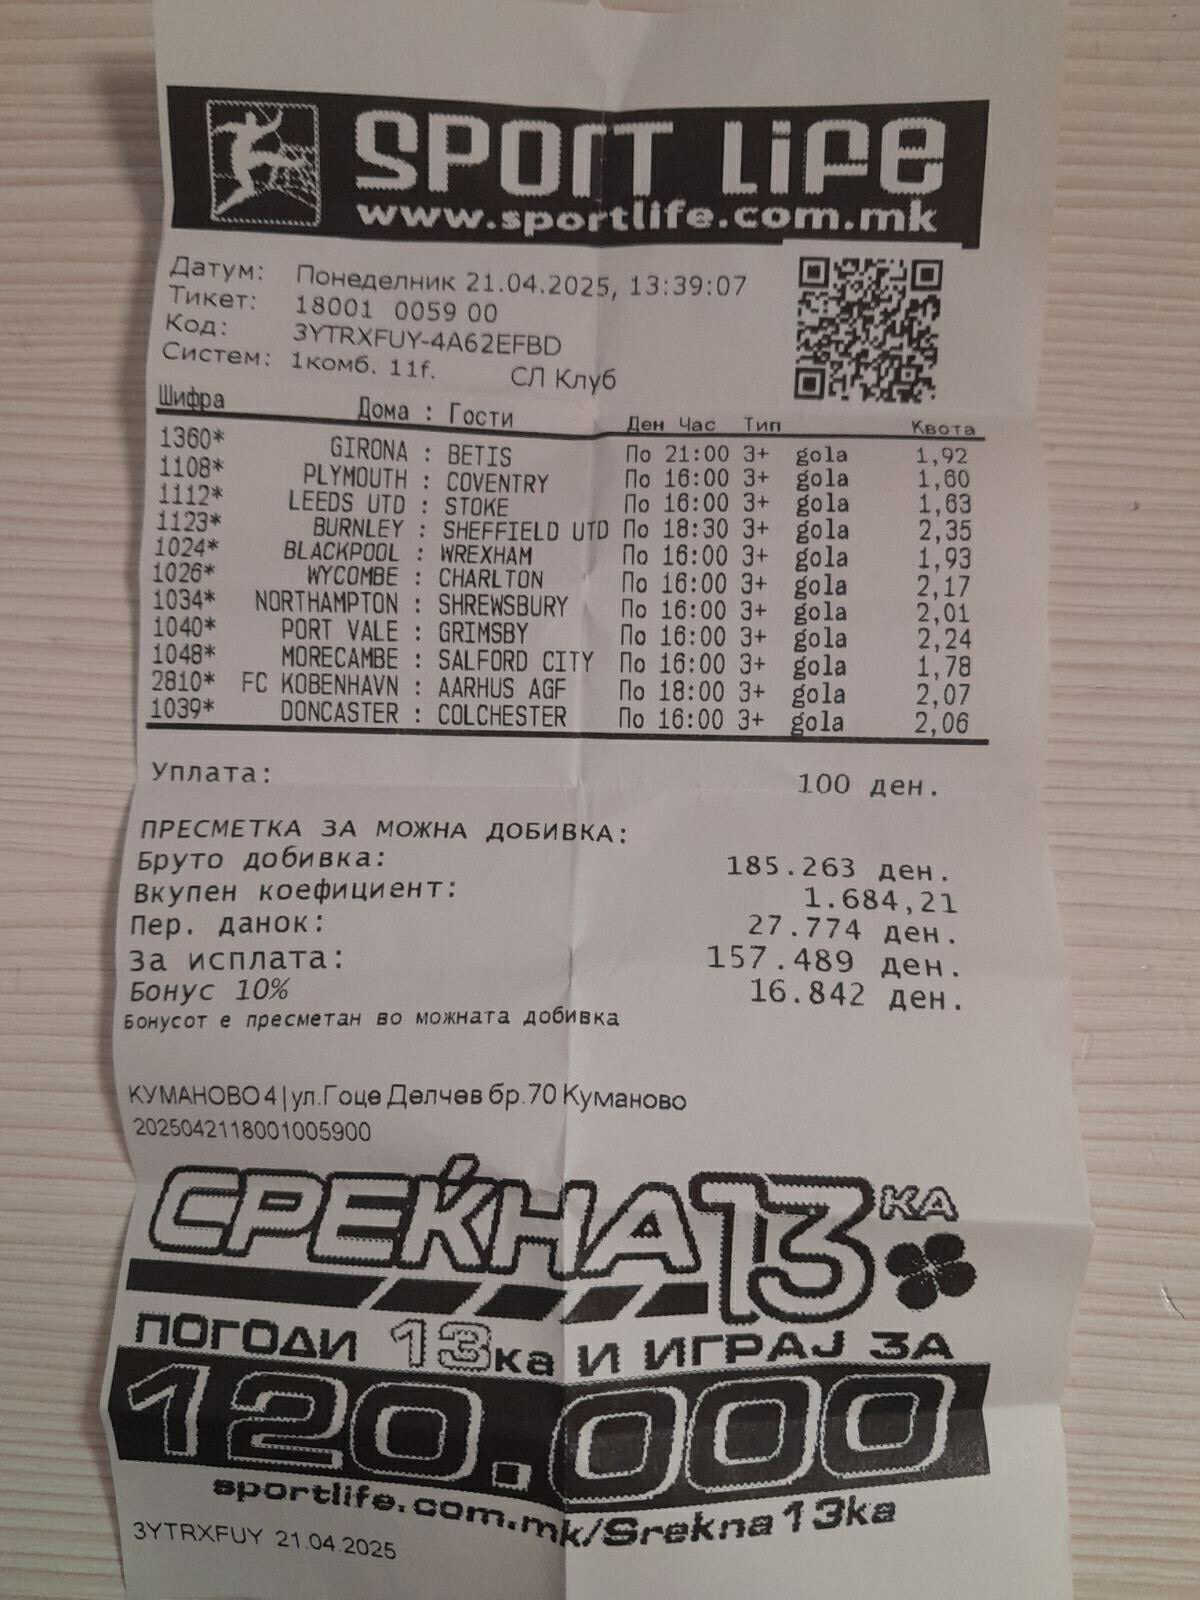 SPORT LiFe
www.sportlife.com.mk
Датум: Понеделник 21.04.2025, 13:39:07
Тикет: 18001 0059 00
Код: 3YTRXFUY-4A62EFBD
Систем: 1комб. 11f. СЛ Клуб
Шифра Дома : Гости Ден Час Тип Квота
1360* GIRONA : BETIS По 21:00 3+ gola 1,92
1108* PLYMOUTH : COVENTRY По 16:00 3+ gola 1,60
1112* LEEDS UTD : STOKE По 16:00 3+ gola 1,63
1123* BURNLEY : SHEFFIELD UTD По 18:30 3+ gola 2,35
1024* BLACKPOOL : WREXHAM По 16:00 3+ gola 1,93
1026* WYCOMBE : CHARLTON По 16:00 3+ gola 2,17
1034* NORTHAMPTON : SHREWSBURY По 16:00 3+ gola 2,01
1040* PORT VALE : GRIMSBY По 16:00 3+ gola 2,24
1048* MORECAMBE : SALFORD CITY По 16:00 3+ gola 1,78
2810* FC KOBENHAVN : AARHUS AGF По 18:00 3+ gola 2,07
1039* DONCASTER : COLCHESTER По 16:00 3+ gola 2,06
Уплата: 100 ден.
ПРЕСМЕТКА ЗА МОЖНА ДОБИВКА:
Бруто добивка: 185.263 ден.
Вкупен коефициент: 1.684,21
Пер. данок: 27.774 ден.
За исплата: 157.489 ден.
Бонус 10% 16.842 ден.
Бонусот е пресметан во можната добивка
КУМАНОВО 4|ул.Гоце Делчев бр.70 Куманово
2025042118001005900
СРЕЌНА 13КА
ПОГОДИ 13ка И ИГРАЈ ЗА
120.000
sportlife.com.mk/Srekna13ka
3YTRXFUY 21.04.2025